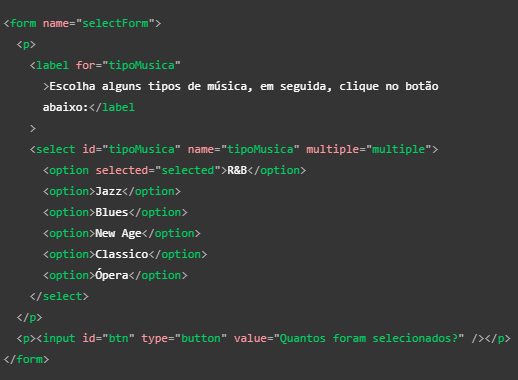 <form name="selectForm">
<p>
<label for="tipoMusica"
>Escolha alguns tipos de música, em seguida, clique no botão
abaixo:</label
>
<select id="tipoMusica" name="tipoMusica" multiple="multiple">
<option selected="selected">R&B</option>
<option>Jazz</option>
<option>Blues</option>
<option>New Age</option>
<option>Classico</option>
<option>Ópera</option>
</select>
</p>
<p><input id="btn" type="button" value="Quantos foram selecionados?" /></p>
</form>